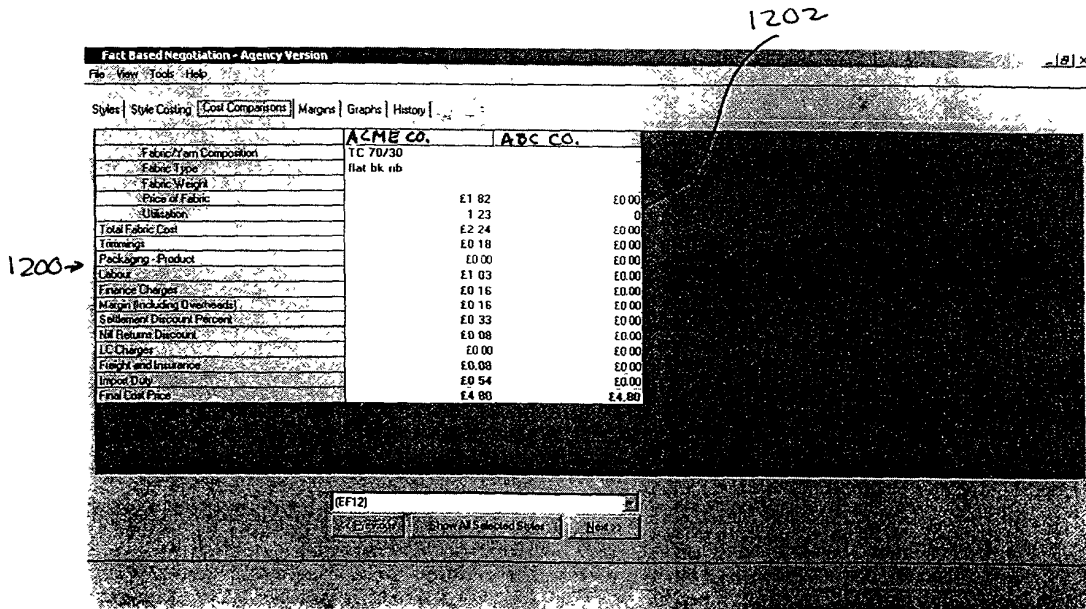 1202
Fact Based Negotiation - Agency Version
File View Tools Help
Styles Style Costing Cost Comparisons Margins Graphs History
ACME CO. ABC CO.
Fabric/Yarn Composition TC 70/30
Fabric Type flat bk rib
Fabric Weight
Price of Fabric £1 82 £0 00
Utilisation 1 23 0
Total Fabric Cost £2 24 £0 00
Trimmings £0 18 £0 00
Packaging - Product £0 00 £0 00
1200
Labour £1 03 £0.00
Finance Charges £0 16 £0 00
Margin (Including Overheads) £0 16 £0 00
Settlement Discount Percent £0 33 £0 00
Nil Returns Discount £0 08 £0.00
LC Charges £0 00 £0 00
Freight and Insurance £0.08 £0 00
Import Duty £0 54 £0.00
Final Cost Price £4 80 £4.80
(EF12)
<< Previous Show All Selected Styles Next >>